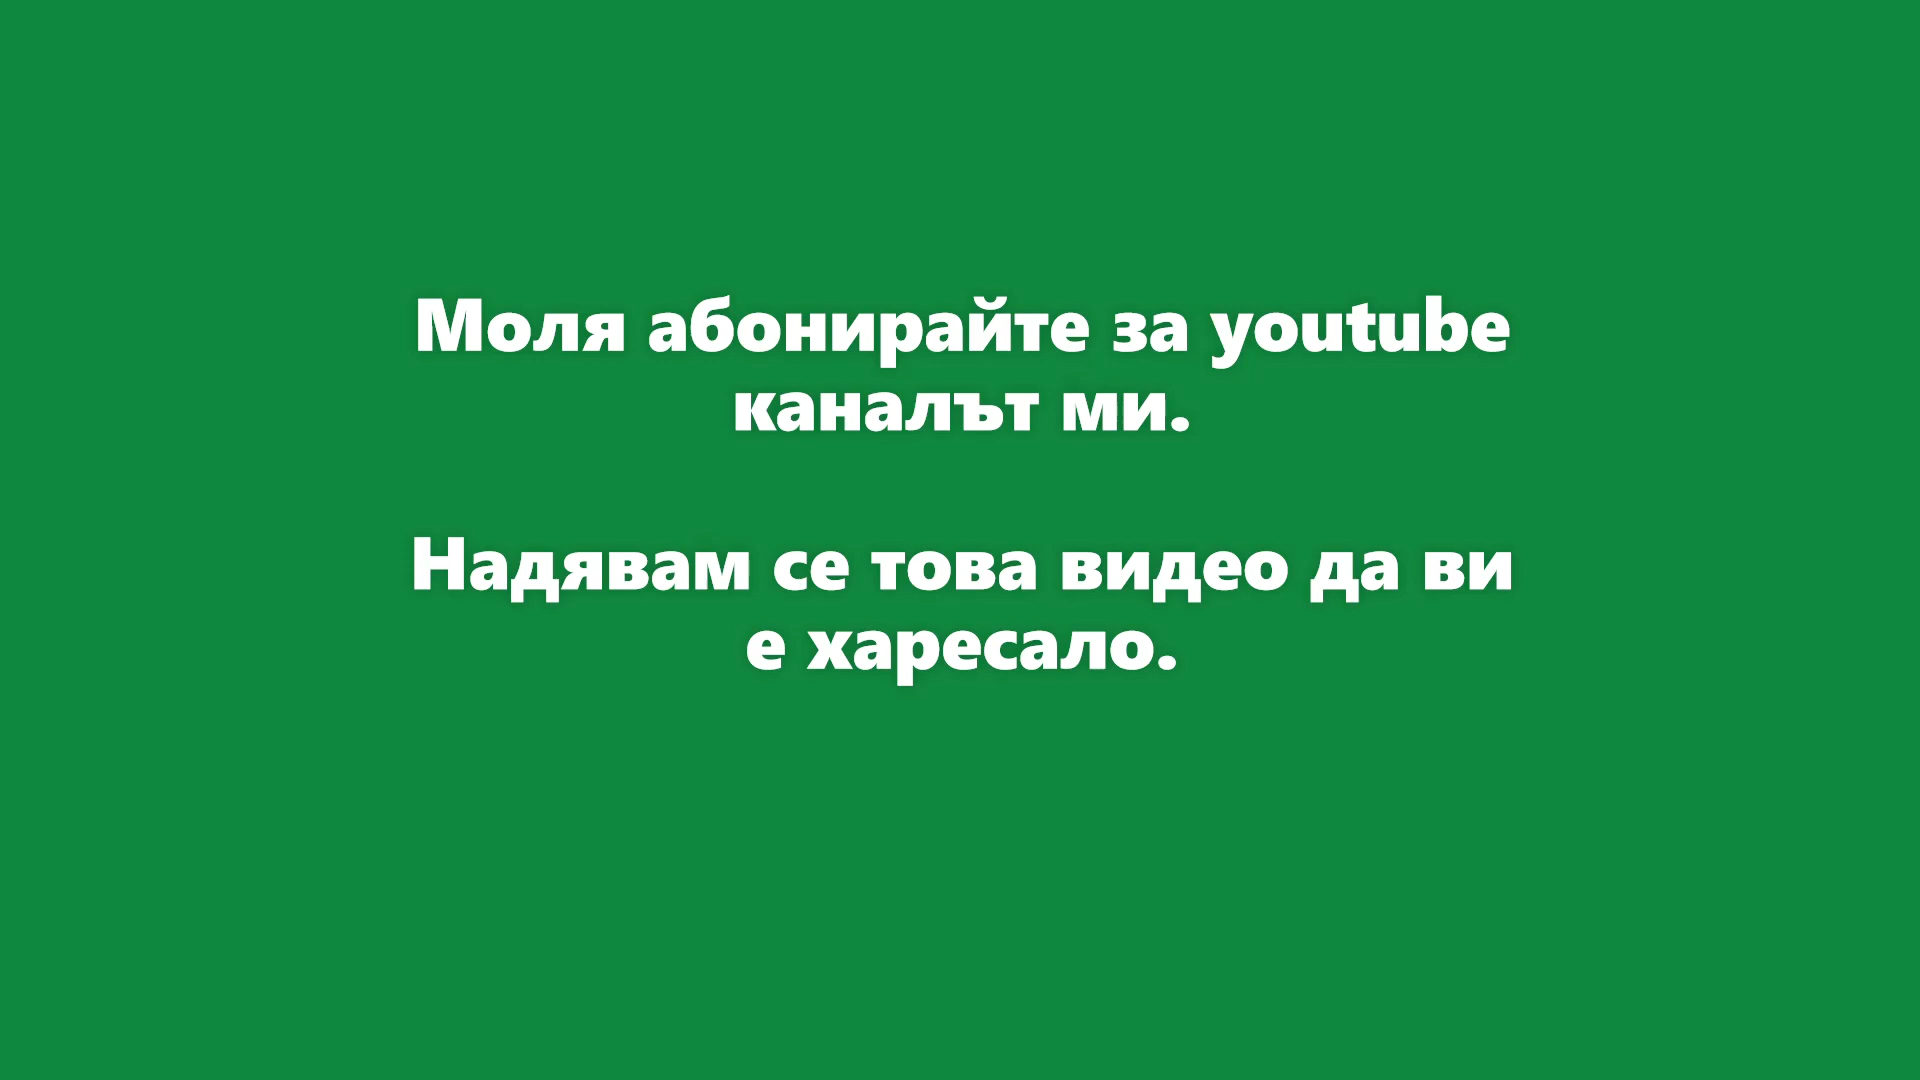 Моля абонирайте за youtube
каналът ми.
Надявам се това видео да ви
е харесало.